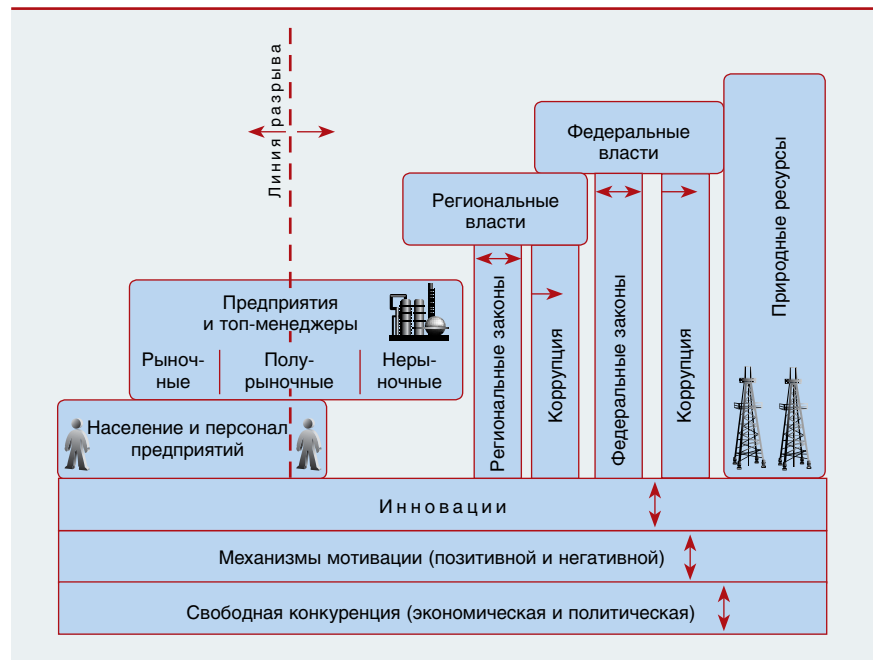 Линия разрыва
Федеральные
власти
Региональные
власти
Природные ресурсы
Предприятия
и топ-менеджеры
Рыноч-
ные
Полу-
рыночные
Неры-
ночные
Население и персонал
предприятий
Региональные законы
Коррупция
Федеральные законы
Коррупция
Инновации
Механизмы мотивации (позитивной и негативной)
Свободная конкуренция (экономическая и политическая)